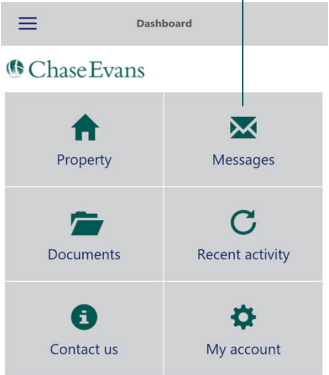 Dashboard
Chase Evans
Property Messages
Documents Recent activity
Contact us My account